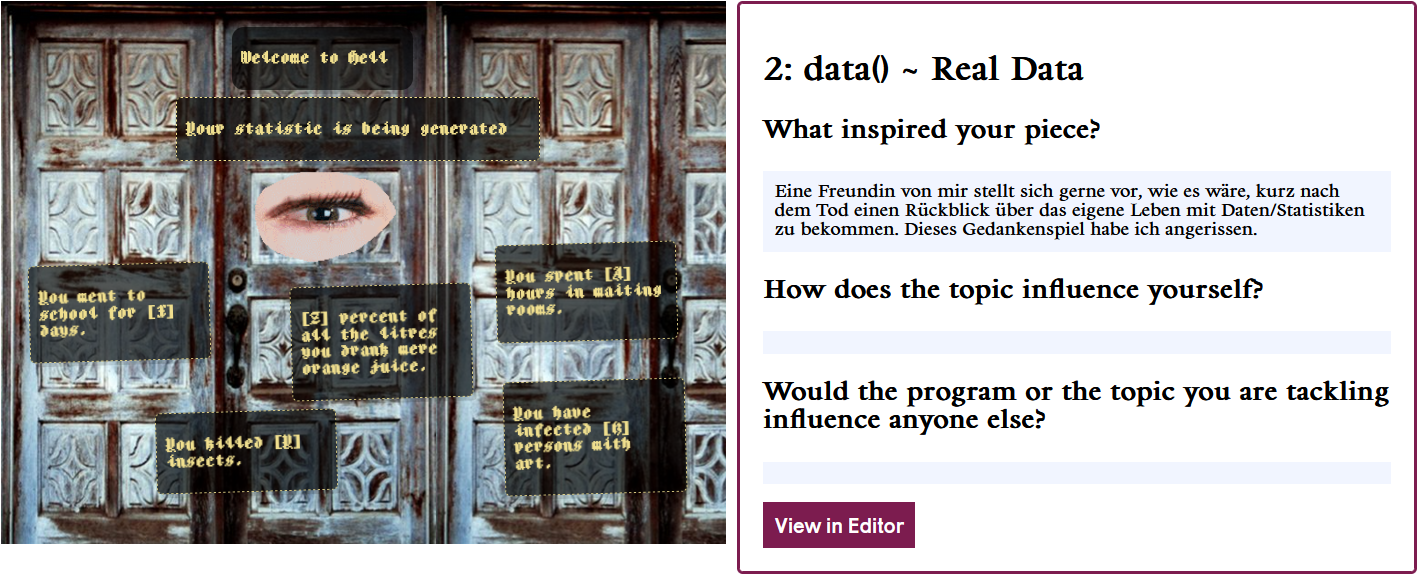 Welcome to Hell
Your statistic is being generated
You went to
school for [X]
days.
[Z] percent of
all the litres
you drank were
orange juice.
You spent [A]
hours in waiting
rooms.
You killed [Y]
insects.
You have
infected [B]
persons with
art.
2: data() ~ Real Data
What inspired your piece?
Eine Freundin von mir stellt sich gerne vor, wie es wäre, kurz nach
dem Tod einen Rückblick über das eigene Leben mit Daten/Statistiken
zu bekommen. Dieses Gedankenspiel habe ich angerissen.
How does the topic influence yourself?
Would the program or the topic you are tackling
influence anyone else?
View in Editor